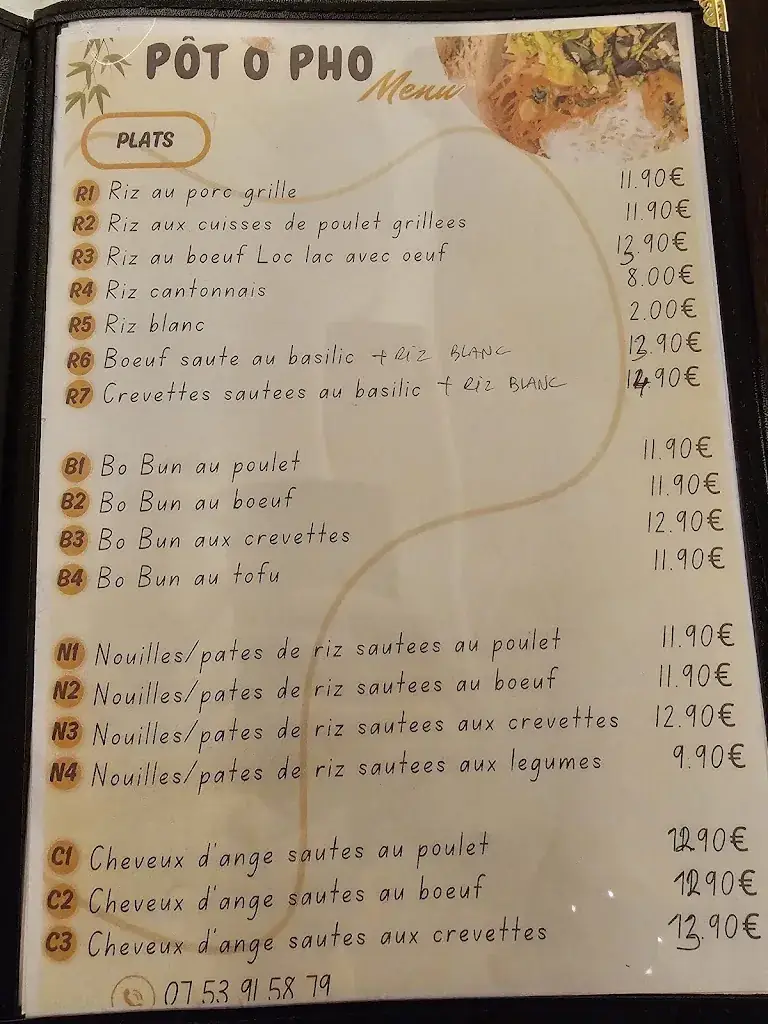 PÔT O PHO
Menu
PLATS
R1 Riz au porc grille 11.90€
R2 Riz aux cuisses de poulet grillees 11.90€
R3 Riz au boeuf Loc lac avec oeuf 13.90€
R4 Riz cantonnais 8.00€
R5 Riz blanc 2.00€
R6 Boeuf saute au basilic + RIZ BLANC 13.90€
R7 Crevettes sautees au basilic + RIZ BLANC 14.90€
B1 Bo Bun au poulet 11.90€
B2 Bo Bun au boeuf 11.90€
B3 Bo Bun aux crevettes 12.90€
B4 Bo Bun au tofu 11.90€
N1 Nouilles/pates de riz sautees au poulet 11.90€
N2 Nouilles/pates de riz sautees au boeuf 11.90€
N3 Nouilles/pates de riz sautees aux crevettes 12.90€
N4 Nouilles/pates de riz sautees aux legumes 9.90€
C1 Cheveux d'ange sautes au poulet 12.90€
C2 Cheveux d'ange sautes au boeuf 12.90€
C3 Cheveux d'ange sautes aux crevettes 13.90€
07 53 91 58 79